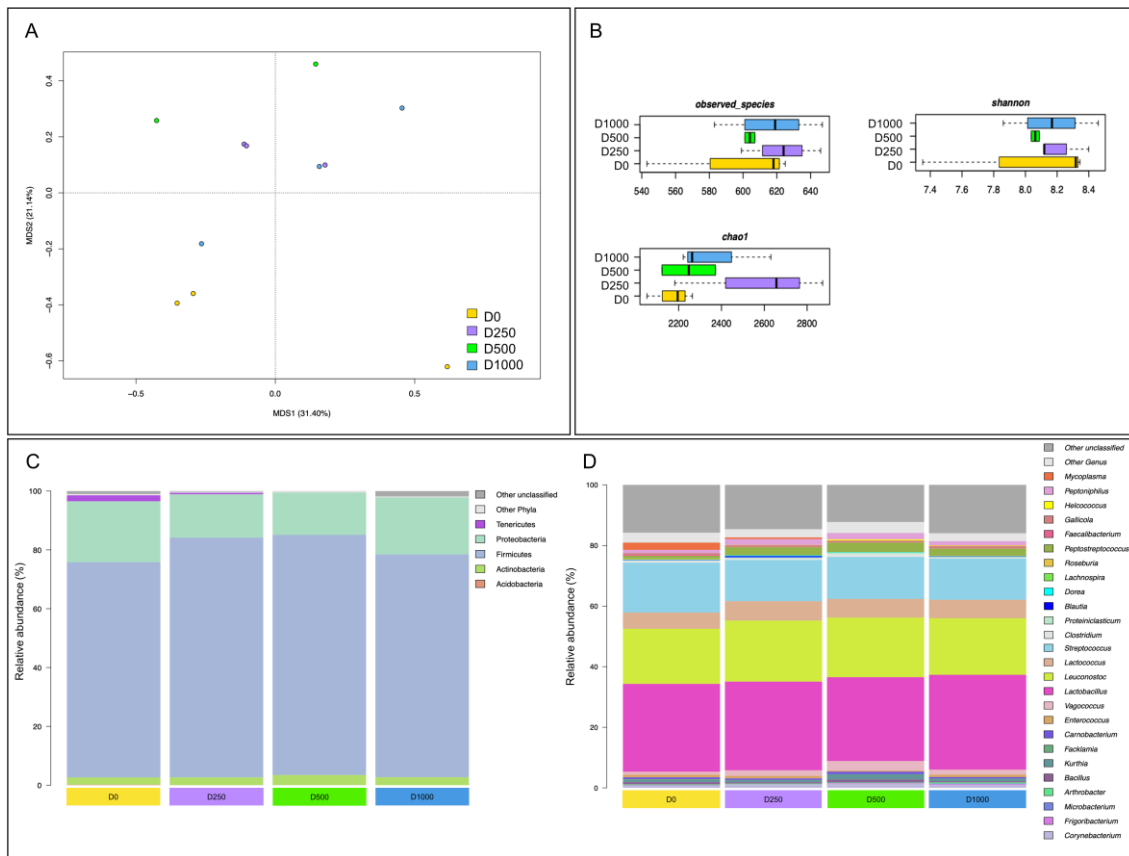 A
0.4
0.2
0.0
-0.2
-0.4
-0.6
MDS2 (21.14%)
-0.5
0.0
0.5
MDS1 (31.40%)
D0
D250
D500
D1000
B
observed_species
D1000
D500
D250
D0
540 560 580 600 620 640
shannon
D1000
D500
D250
D0
7.4 7.6 7.8 8.0 8.2 8.4
chao1
D1000
D500
D250
D0
2200 2400 2600 2800
C
Relative abundance (%)
100
80
60
40
20
0
D0 D250 D500 D1000
Other unclassified
Other Phyla
Tenericutes
Proteobacteria
Firmicutes
Actinobacteria
Acidobacteria
D
Relative abundance (%)
100
80
60
40
20
0
D0 D250 D500 D1000
Other unclassified
Other Genus
Mycoplasma
Peptoniphilus
Helcococcus
Gallicola
Faecalibacterium
Peptostreptococcus
Roseburia
Lachnospira
Dorea
Blautia
Proteiniclasticum
Clostridium
Streptococcus
Lactococcus
Leuconostoc
Lactobacillus
Vagococcus
Enterococcus
Carnobacterium
Facklamia
Kurthia
Bacillus
Arthrobacter
Microbacterium
Frigoribacterium
Corynebacterium